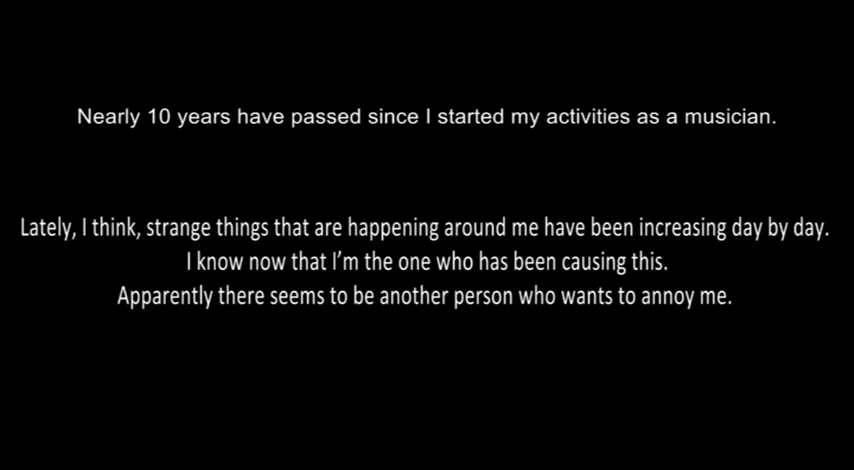 Nearly 10 years have passed since I started my activities as a musician.
Lately, I think, strange things that are happening around me have been increasing day by day.
I know now that I’m the one who has been causing this.
Apparently there seems to be another person who wants to annoy me.